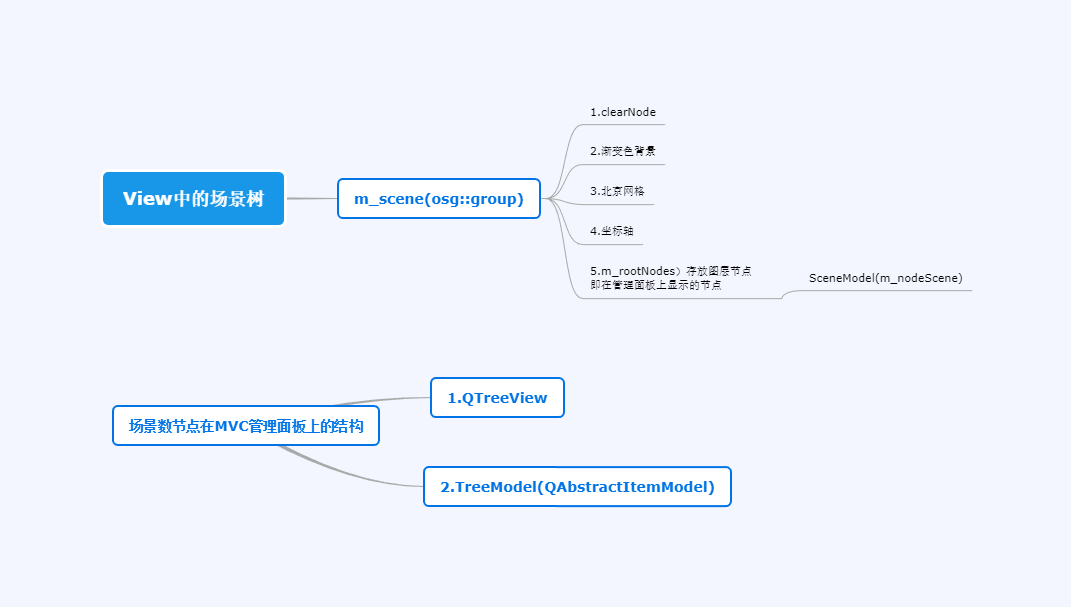 View中的场景树
m_scene(osg::group)
1.clearNode
2.渐变色背景
3.北京网格
4.坐标轴
5.m_rootNodes）存放图层节点
即在管理面板上显示的节点
SceneModel(m_nodeScene)
场景数节点在MVC管理面板上的结构
1.QTreeView
2.TreeModel(QAbstractItemModel)